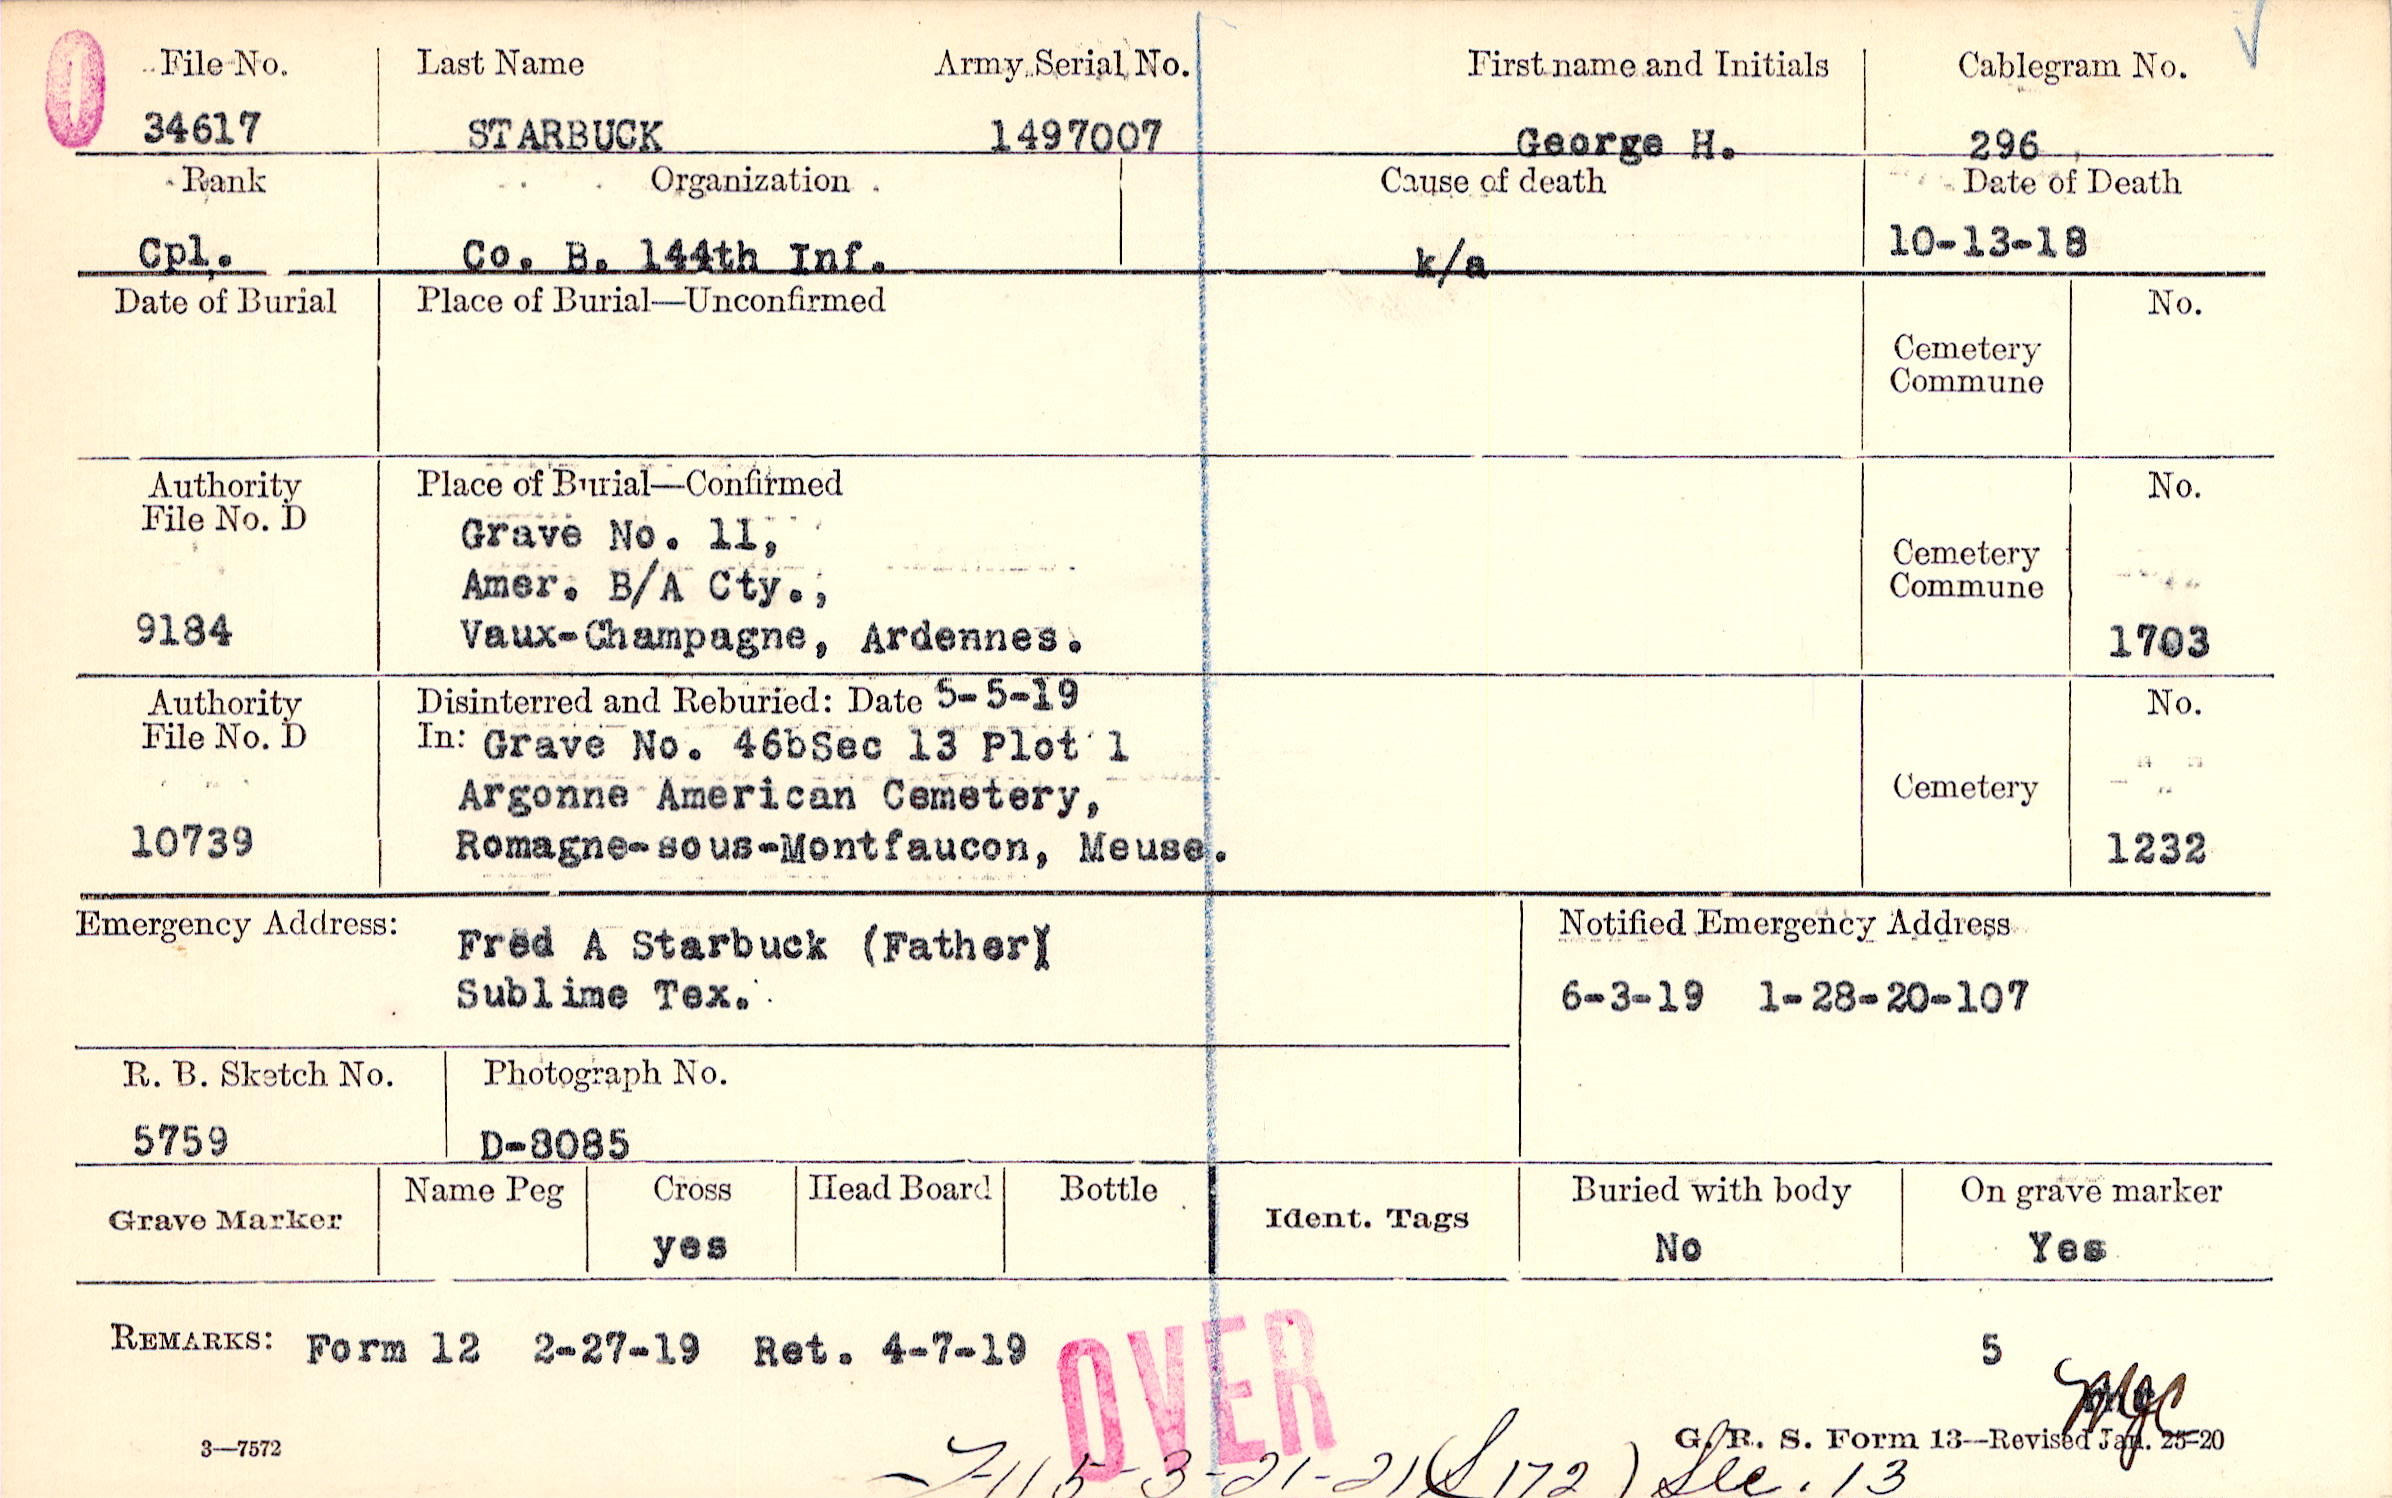 File No. Last Name Army Serial No. First name and Initials Cablegram No.
34617 STARBUCK 1497007 George H. 296
Rank Organization Cause of death Date of Death
Cpl. Co. B. 144th Inf. k/a 10-13-18
Date of Burial Place of Burial—Unconfirmed No.
Cemetery
Commune
Authority Place of Burial—Confirmed No.
File No. D
Grave No. 11,
Amer. B/A Cty.,
Cemetery
Commune
9184 Vaux-Champagne, Ardennes. 1703
Authority Disinterred and Reburied: Date 5-5-19 No.
File No. D In: Grave No. 46bSec 13 Plot 1
Argonne American Cemetery, Cemetery
10739 Romagne-sous-Montfaucon, Meuse. 1232
Emergency Address: Fred A Starbuck (Father) Notified Emergency Address
Sublime Tex. 6-3-19 1-28-20-107
R. B. Sketch No. Photograph No.
5759 D-8085
Grave Marker Name Peg Cross Head Board Bottle Ident. Tags Buried with body On grave marker
yes No Yes
REMARKS: Form 12 2-27-19 Ret. 4-7-19 5
OVER
3—7572 G. R. S. Form 13—Revised Jan. 25-20
5-3-21-21 172) Sec. 13